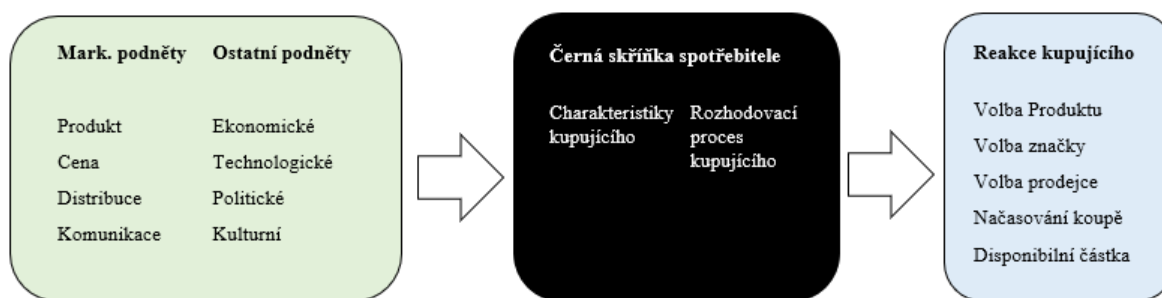 Mark. podněty Ostatní podněty
Produkt Ekonomické
Cena Technologické
Distribuce Politické
Komunikace Kulturní
Černá skříňka spotřebitele
Charakteristiky Rozhodovací
kupujícího proces
kupujícího
Reakce kupujícího
Volba Produktu
Volba značky
Volba prodejce
Načasování koupě
Disponibilní částka